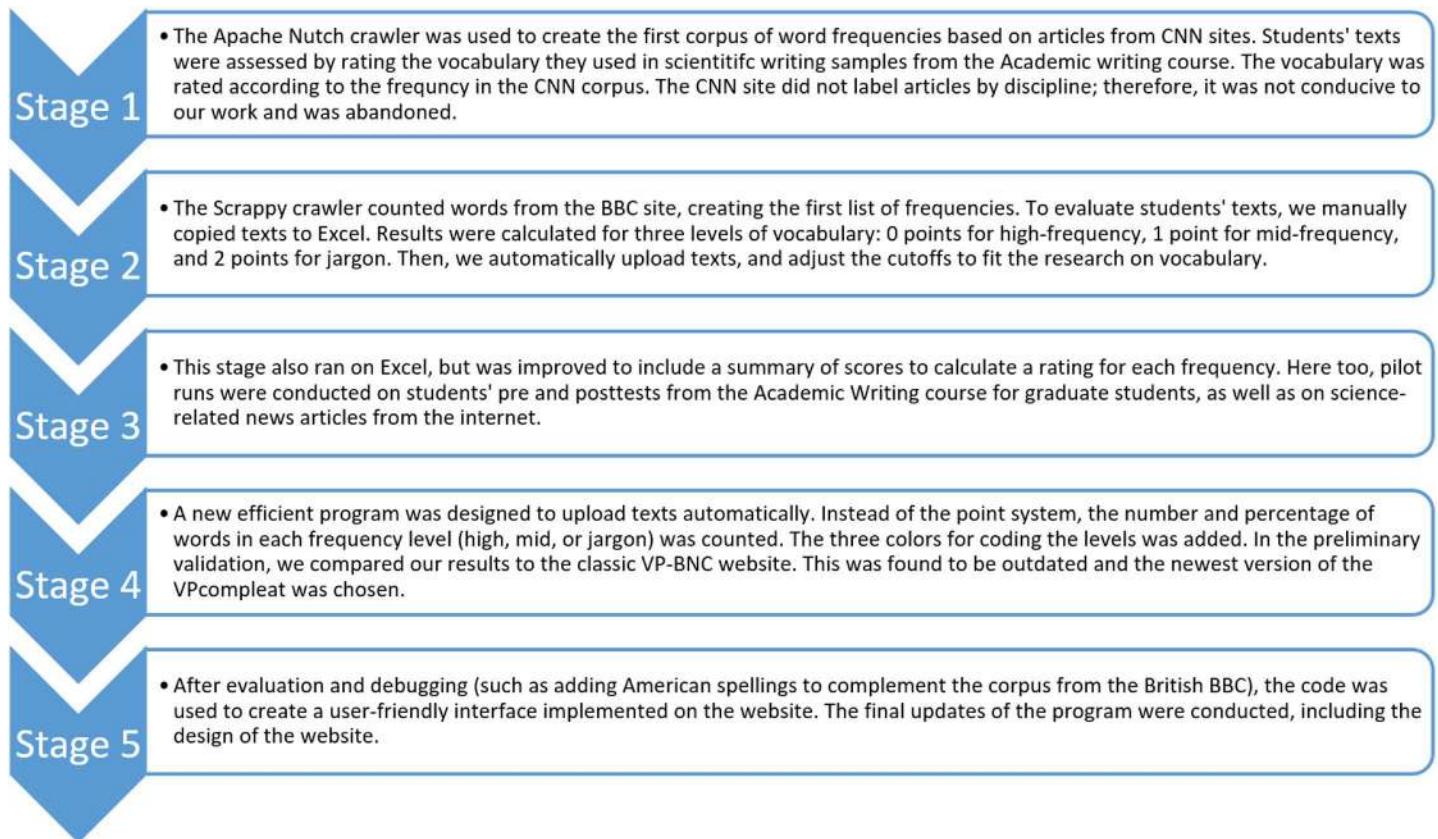 Stage 1
• The Apache Nutch crawler was used to create the first corpus of word frequencies based on articles from CNN sites. Students' texts
were assessed by rating the vocabulary they used in scientitifc writing samples from the Academic writing course. The vocabulary was
rated according to the frequncy in the CNN corpus. The CNN site did not label articles by discipline; therefore, it was not conducive to
our work and was abandoned.
Stage 2
• The Scrappy crawler counted words from the BBC site, creating the first list of frequencies. To evaluate students' texts, we manually
copied texts to Excel. Results were calculated for three levels of vocabulary: 0 points for high-frequency, 1 point for mid-frequency,
and 2 points for jargon. Then, we automatically upload texts, and adjust the cutoffs to fit the research on vocabulary.
Stage 3
• This stage also ran on Excel, but was improved to include a summary of scores to calculate a rating for each frequency. Here too, pilot
runs were conducted on students' pre and posttests from the Academic Writing course for graduate students, as well as on science-
related news articles from the internet.
Stage 4
• A new efficient program was designed to upload texts automatically. Instead of the point system, the number and percentage of
words in each frequency level (high, mid, or jargon) was counted. The three colors for coding the levels was added. In the preliminary
validation, we compared our results to the classic VP-BNC website. This was found to be outdated and the newest version of the
VPcompleat was chosen.
Stage 5
• After evaluation and debugging (such as adding American spellings to complement the corpus from the British BBC), the code was
used to create a user-friendly interface implemented on the website. The final updates of the program were conducted, including the
design of the website.